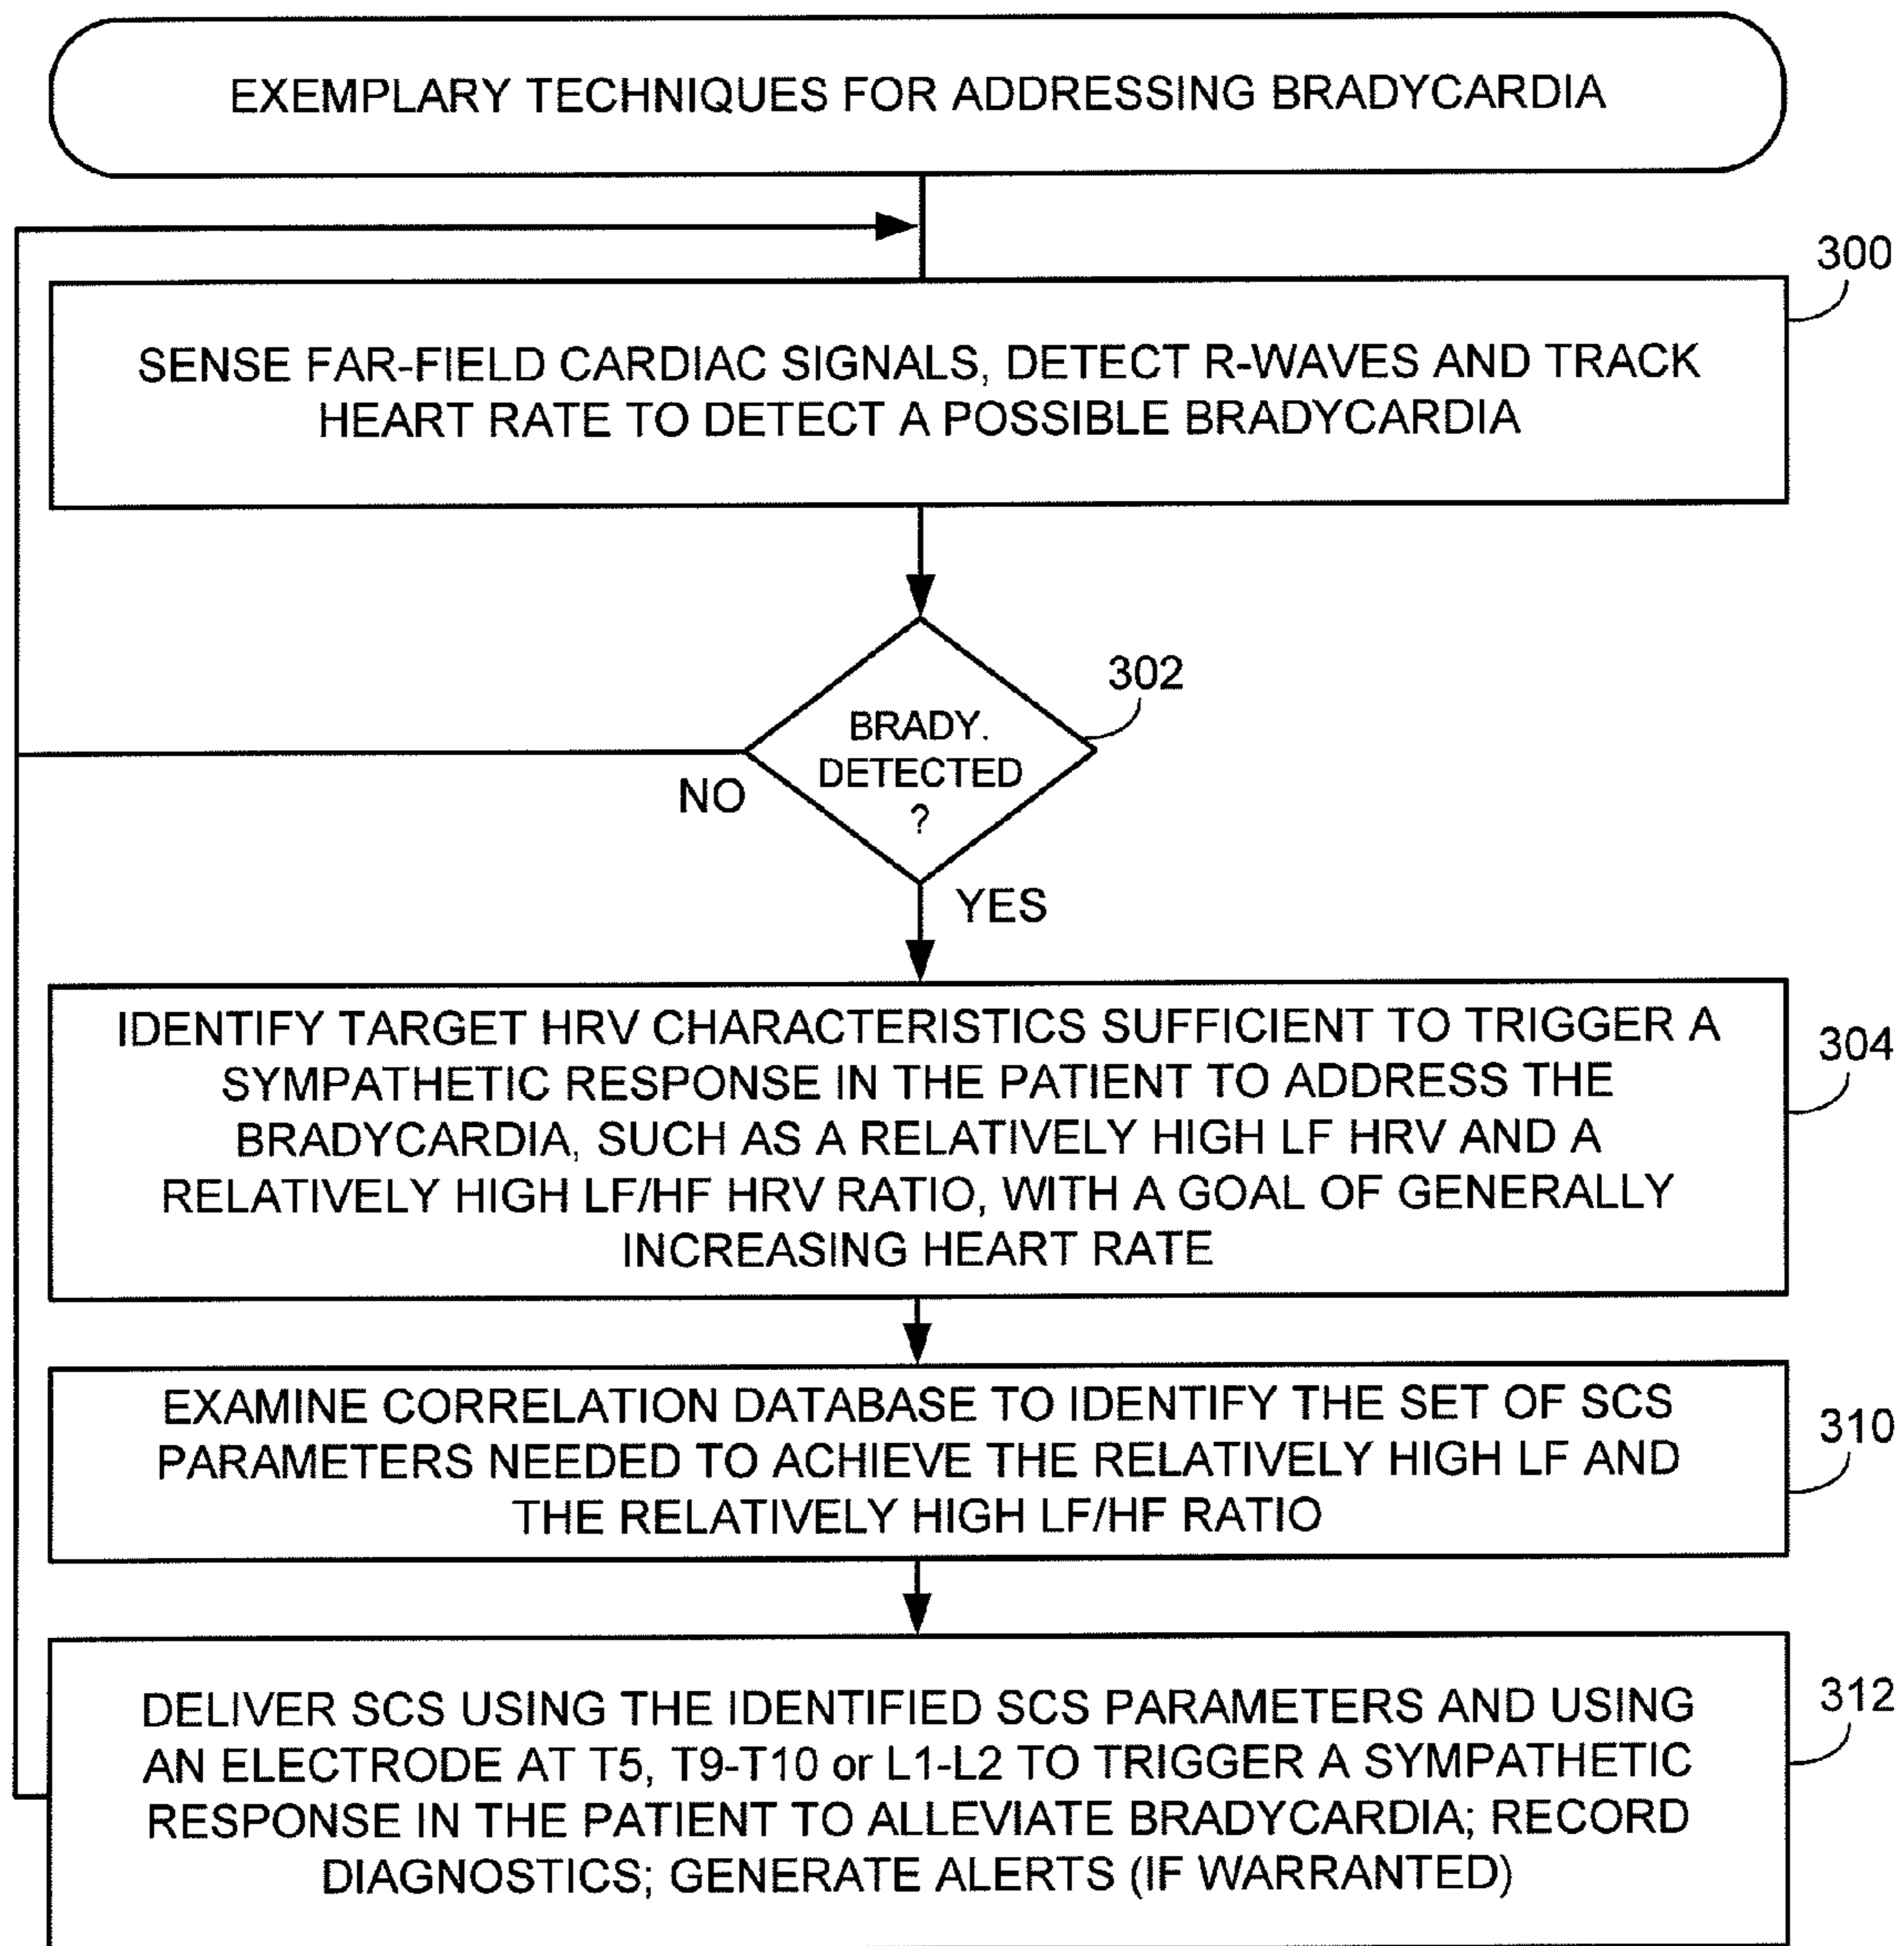 EXEMPLARY TECHNIQUES FOR ADDRESSING BRADYCARDIA
300
SENSE FAR-FIELD CARDIAC SIGNALS, DETECT R-WAVES AND TRACK
HEART RATE TO DETECT A POSSIBLE BRADYCARDIA
302
BRADY.
DETECTED
?
NO
YES
IDENTIFY TARGET HRV CHARACTERISTICS SUFFICIENT TO TRIGGER A
SYMPATHETIC RESPONSE IN THE PATIENT TO ADDRESS THE
BRADYCARDIA, SUCH AS A RELATIVELY HIGH LF HRV AND A
RELATIVELY HIGH LF/HF HRV RATIO, WITH A GOAL OF GENERALLY
INCREASING HEART RATE
304
EXAMINE CORRELATION DATABASE TO IDENTIFY THE SET OF SCS
PARAMETERS NEEDED TO ACHIEVE THE RELATIVELY HIGH LF AND
THE RELATIVELY HIGH LF/HF RATIO
310
DELIVER SCS USING THE IDENTIFIED SCS PARAMETERS AND USING
AN ELECTRODE AT T5, T9-T10 or L1-L2 TO TRIGGER A SYMPATHETIC
RESPONSE IN THE PATIENT TO ALLEVIATE BRADYCARDIA; RECORD
DIAGNOSTICS; GENERATE ALERTS (IF WARRANTED)
312